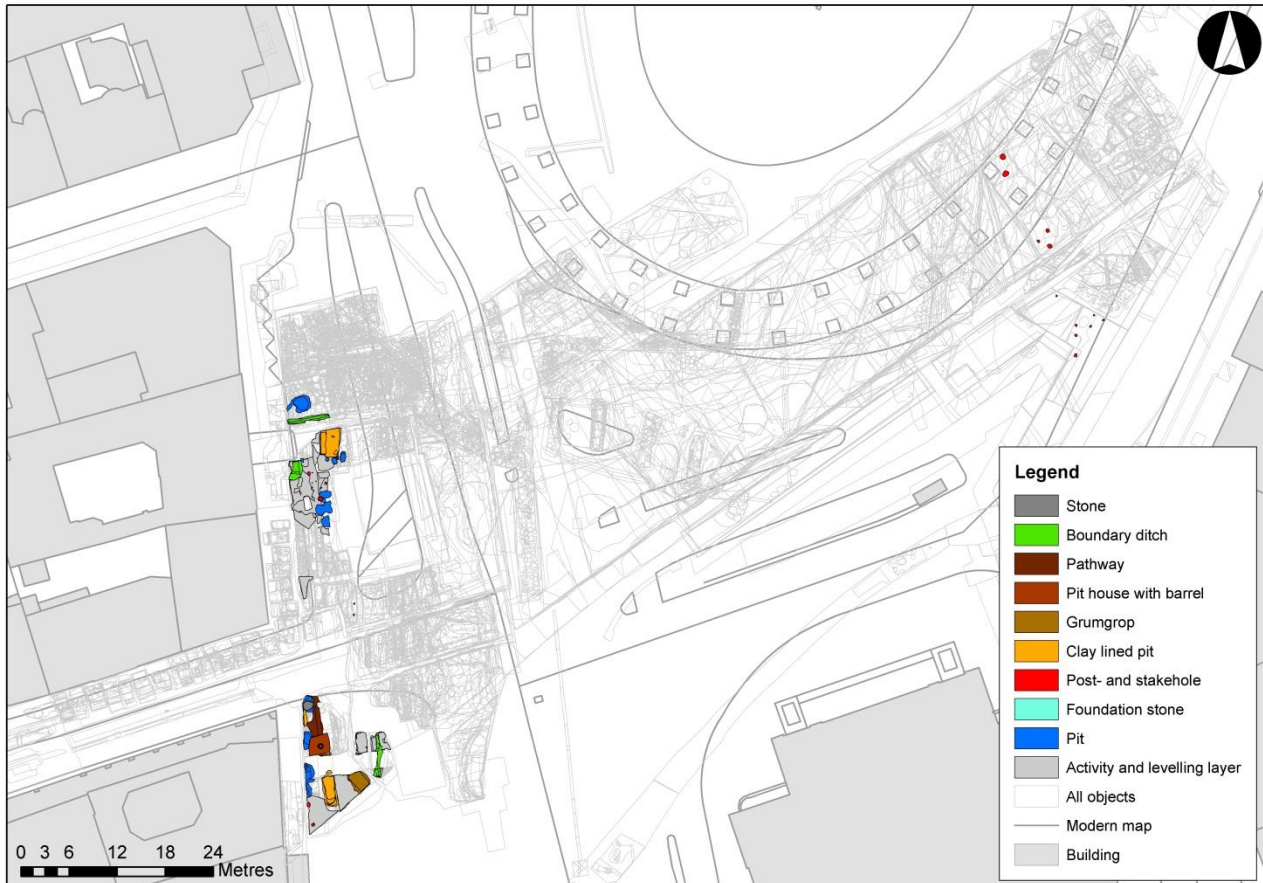 Legend
Stone
Boundary ditch
Pathway
Pit house with barrel
Grumgrop
Clay lined pit
Post- and stakehole
Foundation stone
Pit
Activity and levelling layer
All objects
Modern map
Building
0 3 6 12 18 24
Metres